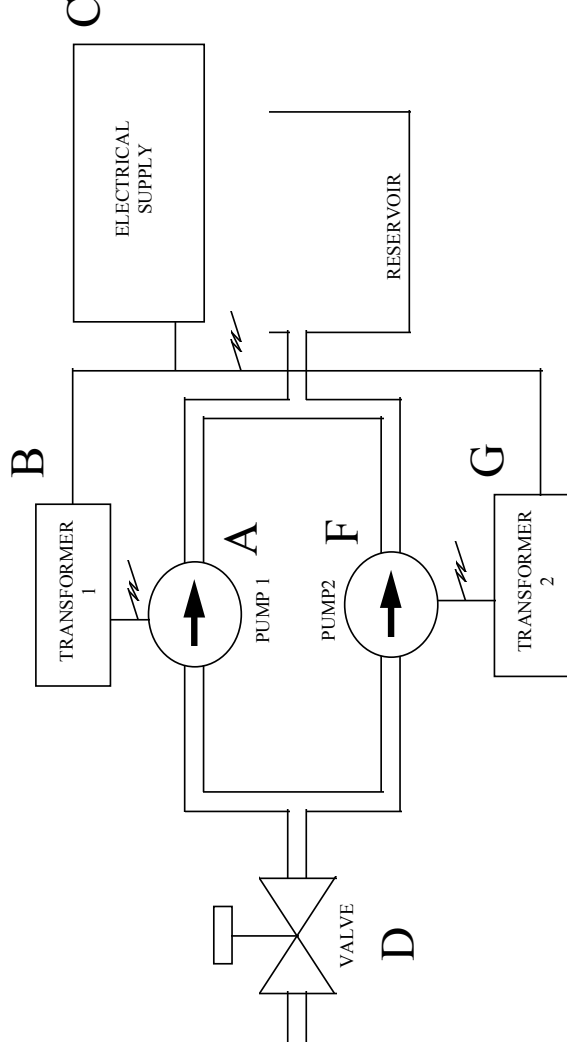 C
ELECTRICAL
SUPPLY
RESERVOIR
B
TRANSFORMER
1
A
PUMP 1
F
PUMP2
G
TRANSFORMER
2
VALVE
D